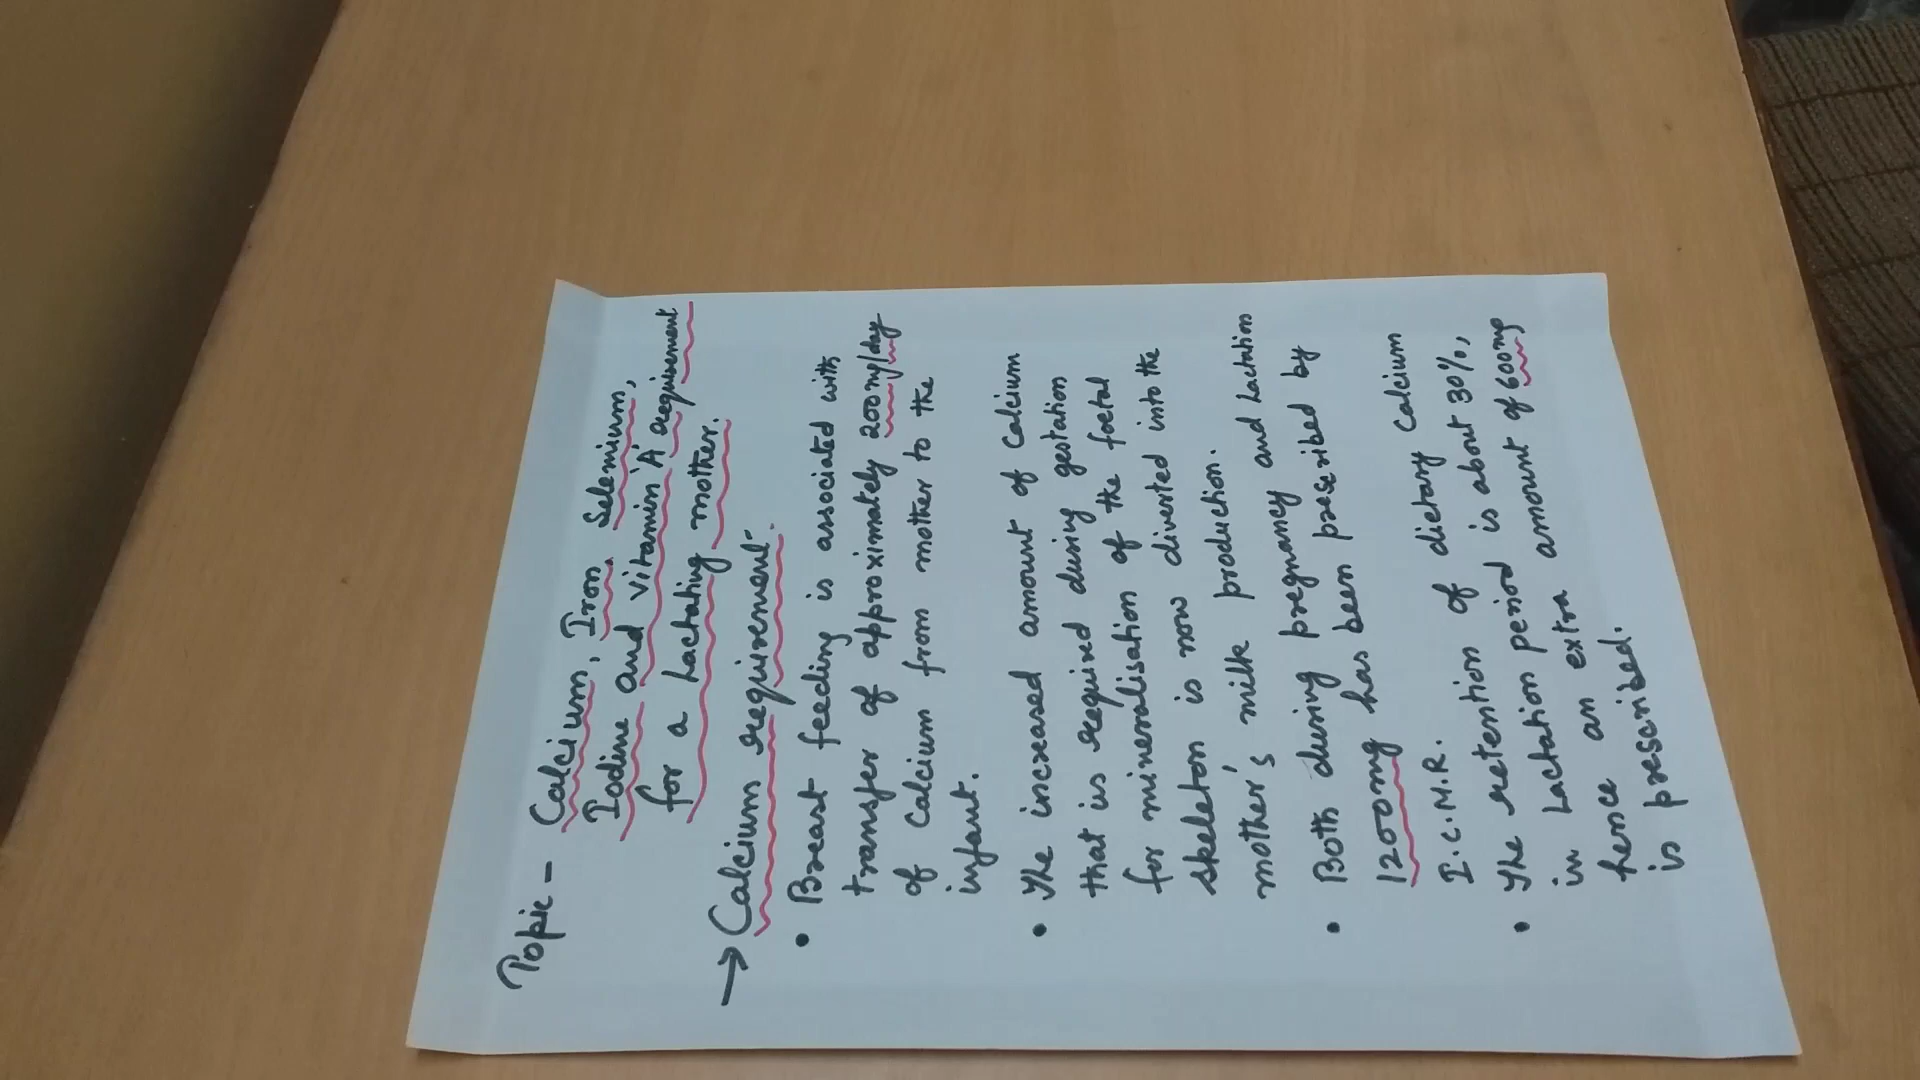 Topic - Calcium, Iron, Selenium,
Iodine and vitamin 'A' requirement
for a Lactating mother.
→ Calcium requirement-
• Breast feeding is associated with
transfer of approximately 200mg/day
of Calcium from mother to the
infant.
• The increased amount of Calcium
that is required during gestation
for mineralisation of the foetal
skeleton is now diverted into the
mother's milk production.
• Both during pregnancy and Lactation
1200mg has been prescribed by
I.C.M.R.
• The retention of dietary Calcium
in Lactation period is about 30%,
hence an extra amount of 600mg
is prescribed.